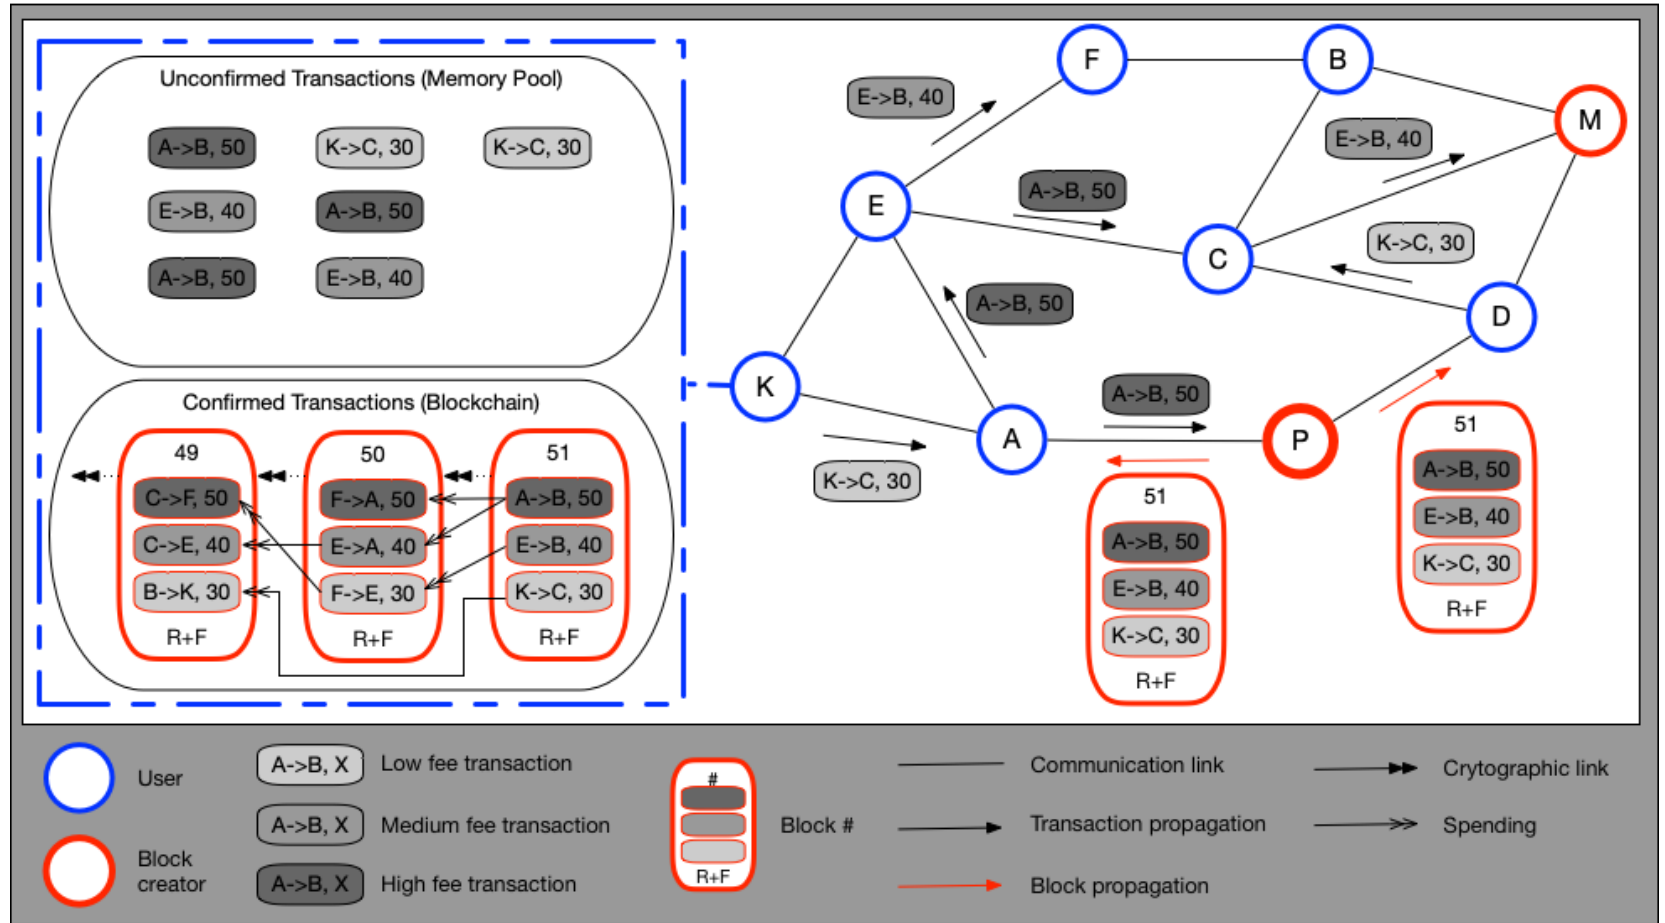 Unconfirmed Transactions (Memory Pool)
A->B, 50
K->C, 30
K->C, 30
E->B, 40
A->B, 50
A->B, 50
E->B, 40
Confirmed Transactions (Blockchain)
49
C->F, 50
C->E, 40
B->K, 30
R+F
50
F->A, 50
E->A, 40
F->E, 30
R+F
51
A->B, 50
E->B, 40
K->C, 30
R+F
F
B
M
E
C
D
K
A
P
E->B, 40
A->B, 50
E->B, 40
K->C, 30
A->B, 50
A->B, 50
K->C, 30
51
A->B, 50
E->B, 40
K->C, 30
R+F
51
A->B, 50
E->B, 40
K->C, 30
R+F
User
Block
creator
A->B, X
Low fee transaction
A->B, X
Medium fee transaction
A->B, X
High fee transaction
#
R+F
Block #
Communication link
Transaction propagation
Block propagation
Crytographic link
Spending